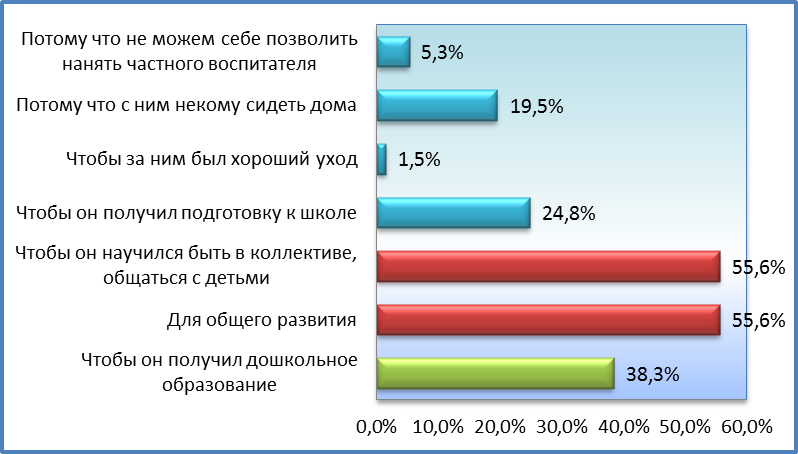 Потому что не можем себе позволить
нанять частного воспитателя
5,3%
Потому что с ним некому сидеть дома
19,5%
Чтобы за ним был хороший уход
1,5%
Чтобы он получил подготовку к школе
24,8%
Чтобы он научился быть в коллективе,
общаться с детьми
55,6%
Для общего развития
55,6%
Чтобы он получил дошкольное
образование
38,3%
0,0% 10,0% 20,0% 30,0% 40,0% 50,0% 60,0%